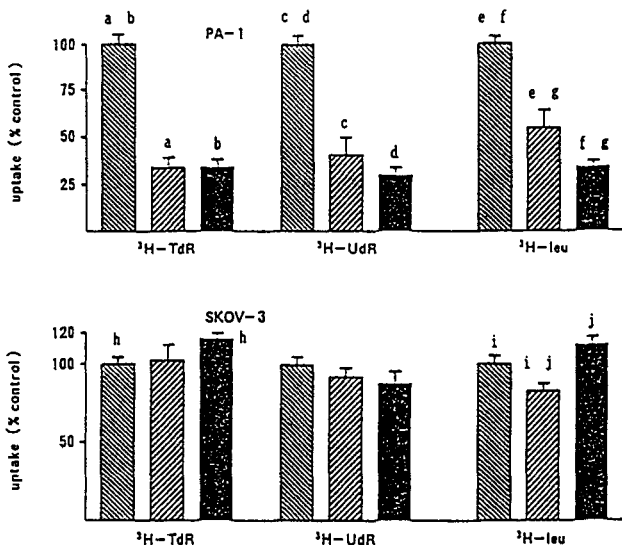 a b
PA-1
c d
e f
100
uptake (% control)
75
e g
c
50
a
b
d
f g
25
³H-TdR
³H-UdR
³H-leu
SKOV-3
120
h
h
j
100
i
i j
uptake (% control)
50
³H-TdR
³H-UdR
³H-leu